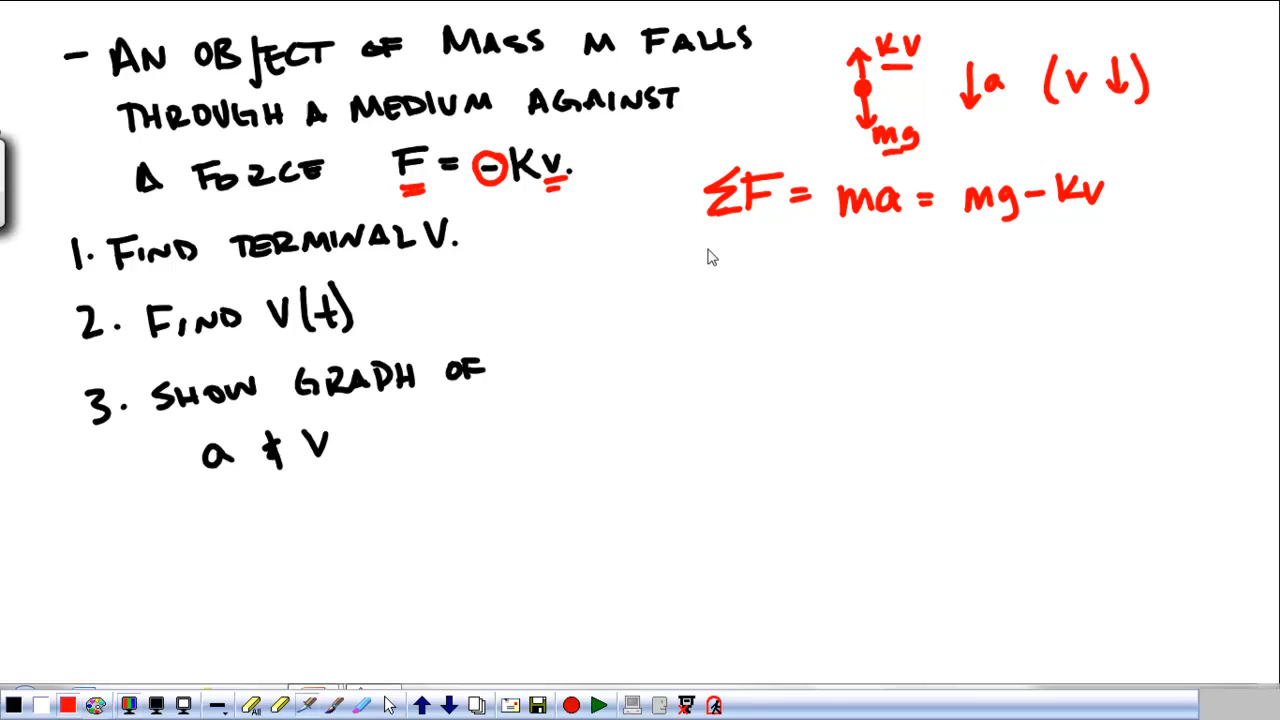 - AN OBJECT OF MASS M FALLS
THROUGH A MEDIUM AGAINST
A FORCE F = -KV.
1. FIND TERMINAL V.
2. FIND V(t)
3. SHOW GRAPH OF
a & V
KV
mg
↓a (v ↓)
ΣF = ma = mg - KV
All